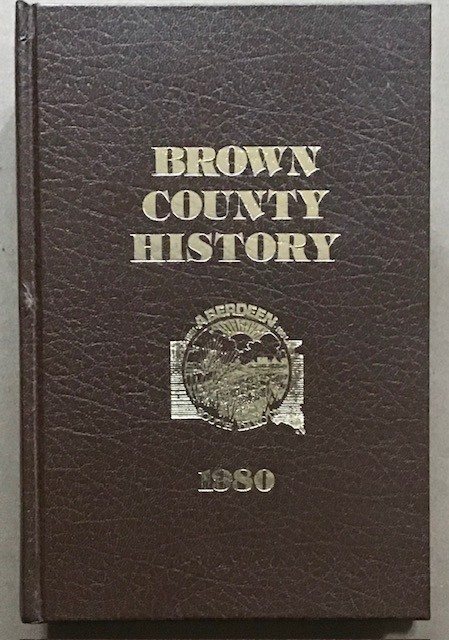 BROWN
COUNTY
HISTORY
ABERDEEN
1980